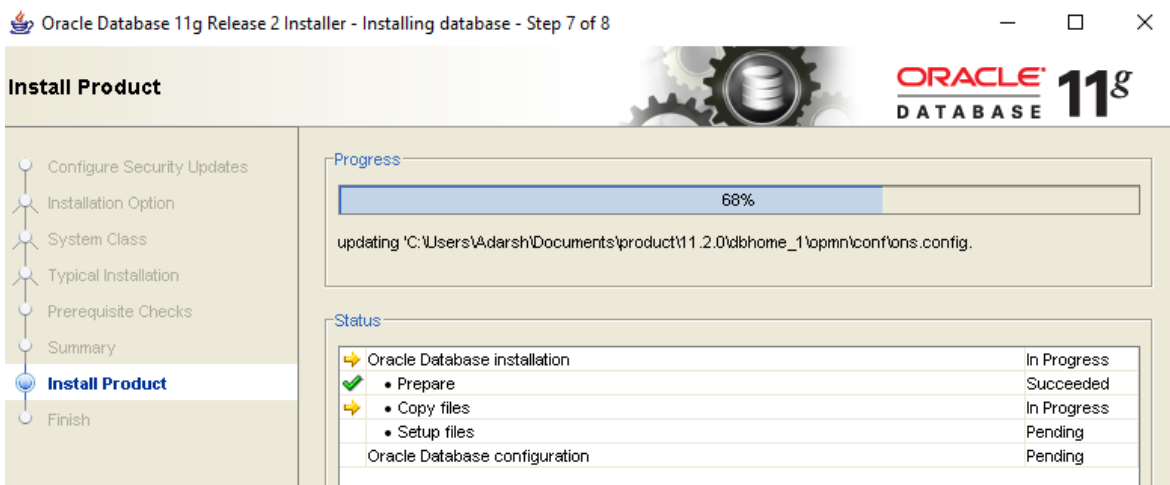 Oracle Database 11g Release 2 Installer - Installing database - Step 7 of 8
Install Product
ORACLE DATABASE 11g
Configure Security Updates
Installation Option
System Class
Typical Installation
Prerequisite Checks
Summary
Install Product
Finish
Progress
68%
updating 'C:\Users\Adarsh\Documents\product\11.2.0\dbhome_1\opmn\conf\ons.config.
Status
Oracle Database installation In Progress
• Prepare Succeeded
• Copy files In Progress
• Setup files Pending
Oracle Database configuration Pending